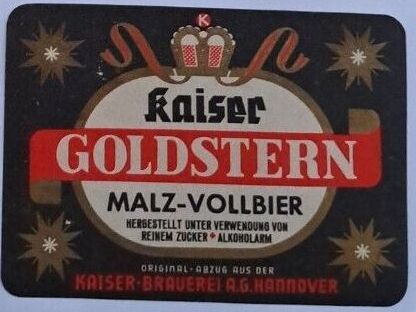 K
Kaiser
GOLDSTERN
MALZ-VOLLBIER
HERGESTELLT UNTER VERWENDUNG VON
REINEM ZUCKER + ALKOHOLARM
ORIGINAL-ABZUG AUS DER
KAISER-BRAUEREI A.G. HANNOVER